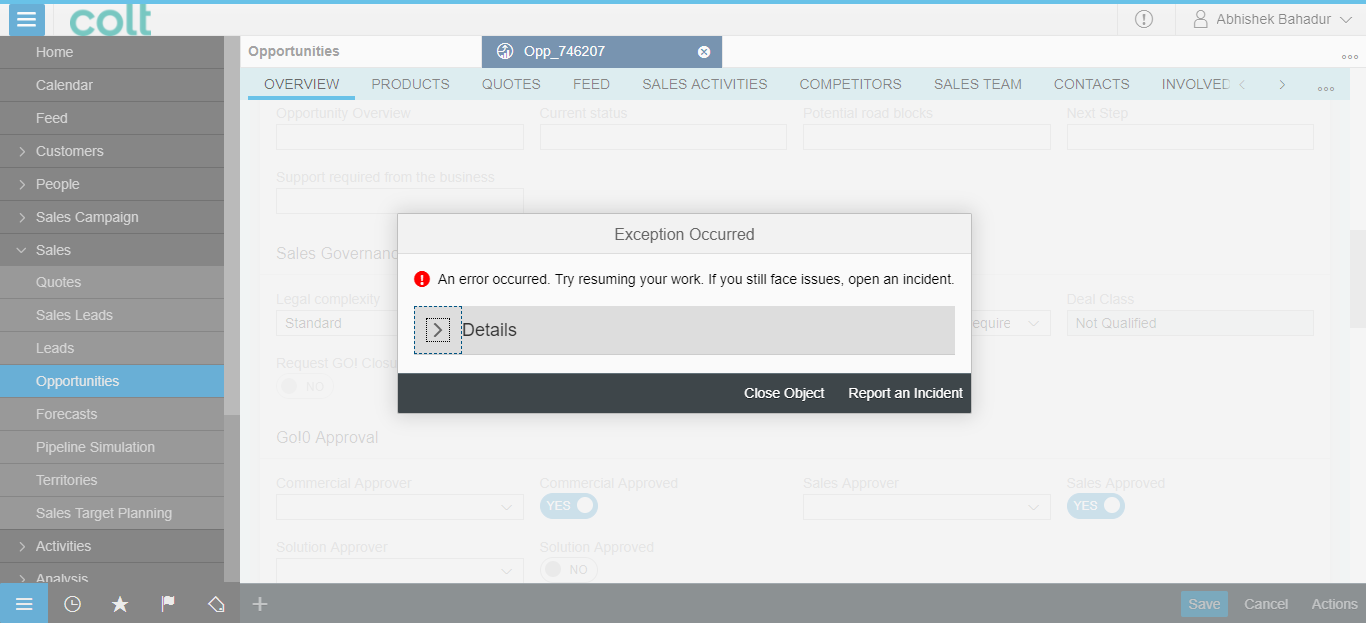 colt
Abhishek Bahadur
Home
Calendar
Feed
Customers
People
Sales Campaign
Sales
Quotes
Sales Leads
Leads
Opportunities
Forecasts
Pipeline Simulation
Territories
Sales Target Planning
Activities
Analysis
Opportunities
Opp_746207
OVERVIEW PRODUCTS QUOTES FEED SALES ACTIVITIES COMPETITORS SALES TEAM CONTACTS INVOLVED
Opportunity Overview Current status Potential road blocks Next Step
Support required from the business
Sales Governanc
Legal complexity Deal Class
Standard equire Not Qualified
Request GOI Closu
NO
Exception Occurred
An error occurred. Try resuming your work. If you still face issues, open an incident.
Details
Close Object Report an Incident
GoI0 Approval
Commercial Approver Commercial Approved Sales Approver Sales Approved
YES YES
Solution Approver Solution Approved
NO
Save Cancel Actions